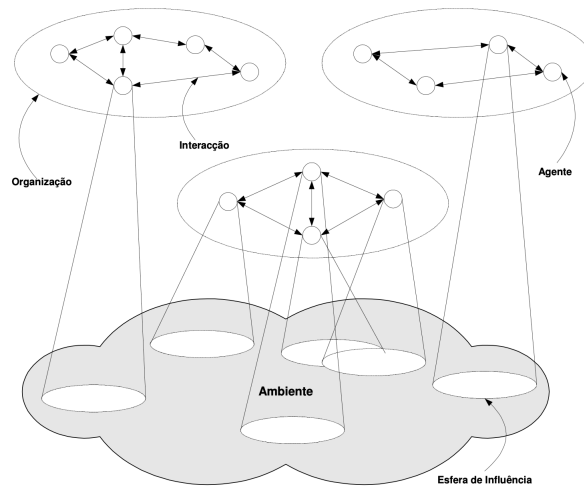 Interacção
Organização
Agente
Ambiente
Esfera de Influência